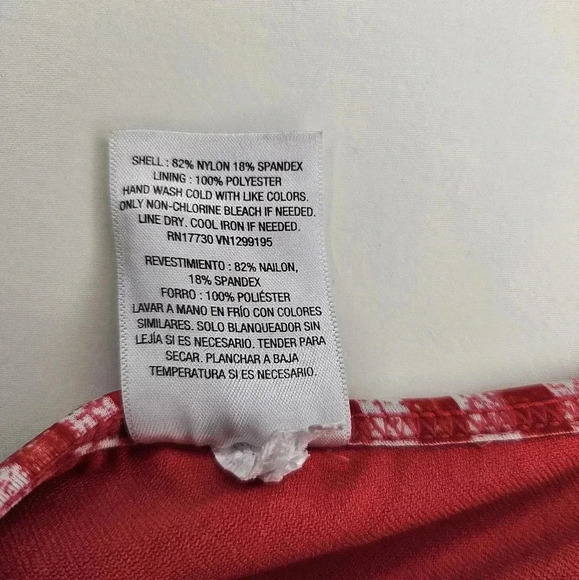 SHELL : 82% NYLON 18% SPANDEX
LINING : 100% POLYESTER
HAND WASH COLD WITH LIKE COLORS.
ONLY NON-CHLORINE BLEACH IF NEEDED.
LINE DRY. COOL IRON IF NEEDED.
RN17730 VN1299195
REVESTIMIENTO : 82% NAILON,
18% SPANDEX
FORRO : 100% POLIÉSTER
LAVAR A MANO EN FRÍO CON COLORES
SIMILARES. SOLO BLANQUEADOR SIN
LEJÍA SI ES NECESARIO. TENDER PARA
SECAR. PLANCHAR A BAJA
TEMPERATURA SI ES NECESARIO.